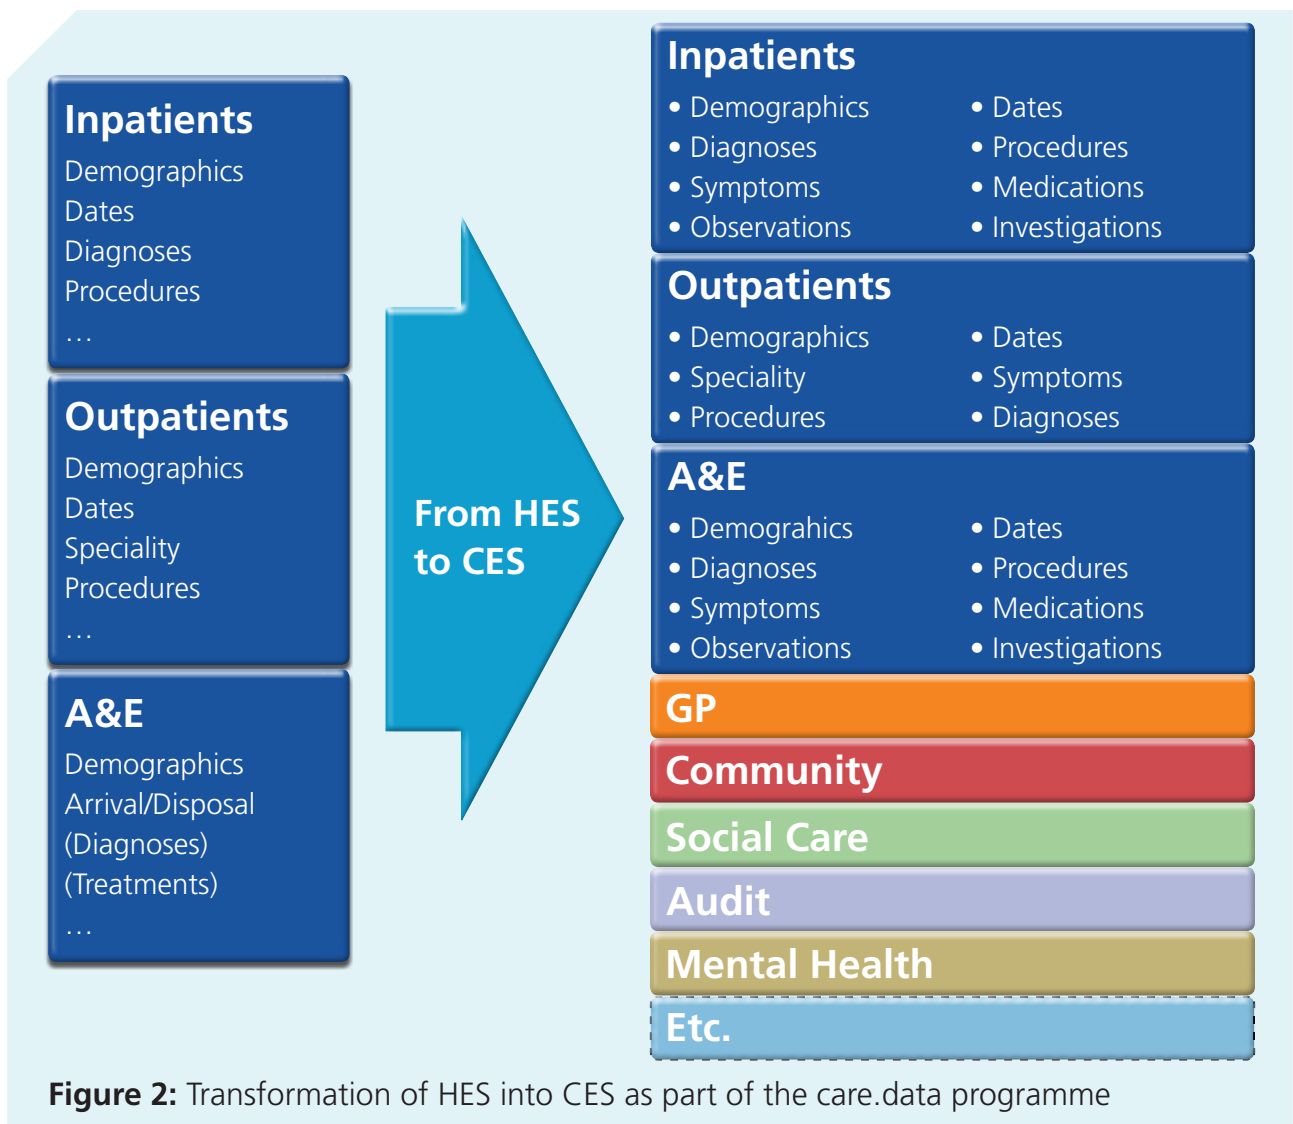 Inpatients
Demographics
Dates
Diagnoses
Procedures
…
Outpatients
Demographics
Dates
Speciality
Procedures
…
A&E
Demographics
Arrival/Disposal
(Diagnoses)
(Treatments)
…
From HES
to CES
Inpatients
• Demographics • Dates
• Diagnoses • Procedures
• Symptoms • Medications
• Observations • Investigations
Outpatients
• Demographics • Dates
• Speciality • Symptoms
• Procedures • Diagnoses
A&E
• Demograhics • Dates
• Diagnoses • Procedures
• Symptoms • Medications
• Observations • Investigations
GP
Community
Social Care
Audit
Mental Health
Etc.
Figure 2: Transformation of HES into CES as part of the care.data programme